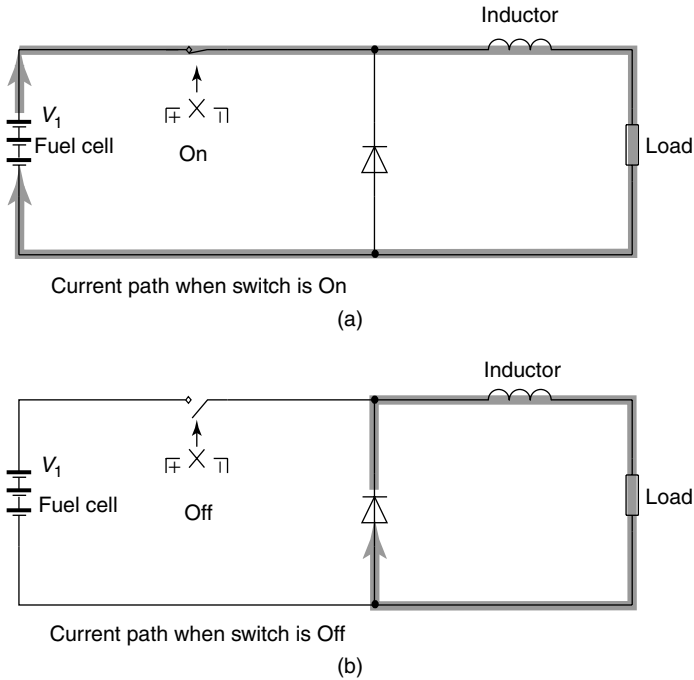 Inductor
V1
Fuel cell
On
Load
Current path when switch is On
(a)
Inductor
V1
Fuel cell
Off
Load
Current path when switch is Off
(b)